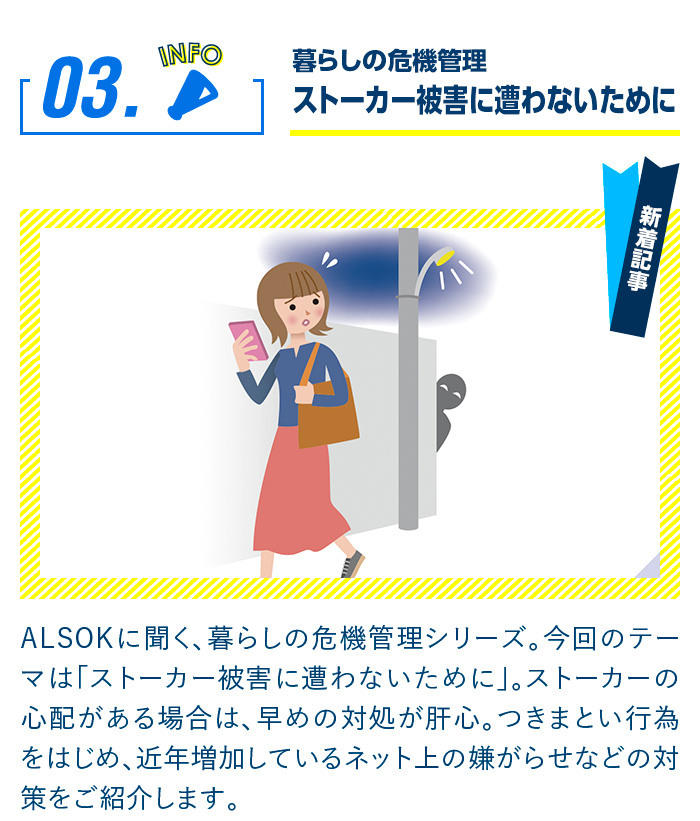 03.
INFO
暮らしの危機管理
ストーカー被害に遭わないために
新着記事
ALSOKに聞く、暮らしの危機管理シリーズ。今回のテー
マは「ストーカー被害に遭わないために」。ストーカーの
心配がある場合は、早めの対処が肝心。つきまとい行為
をはじめ、近年増加しているネット上の嫌がらせなどの対
策をご紹介します。